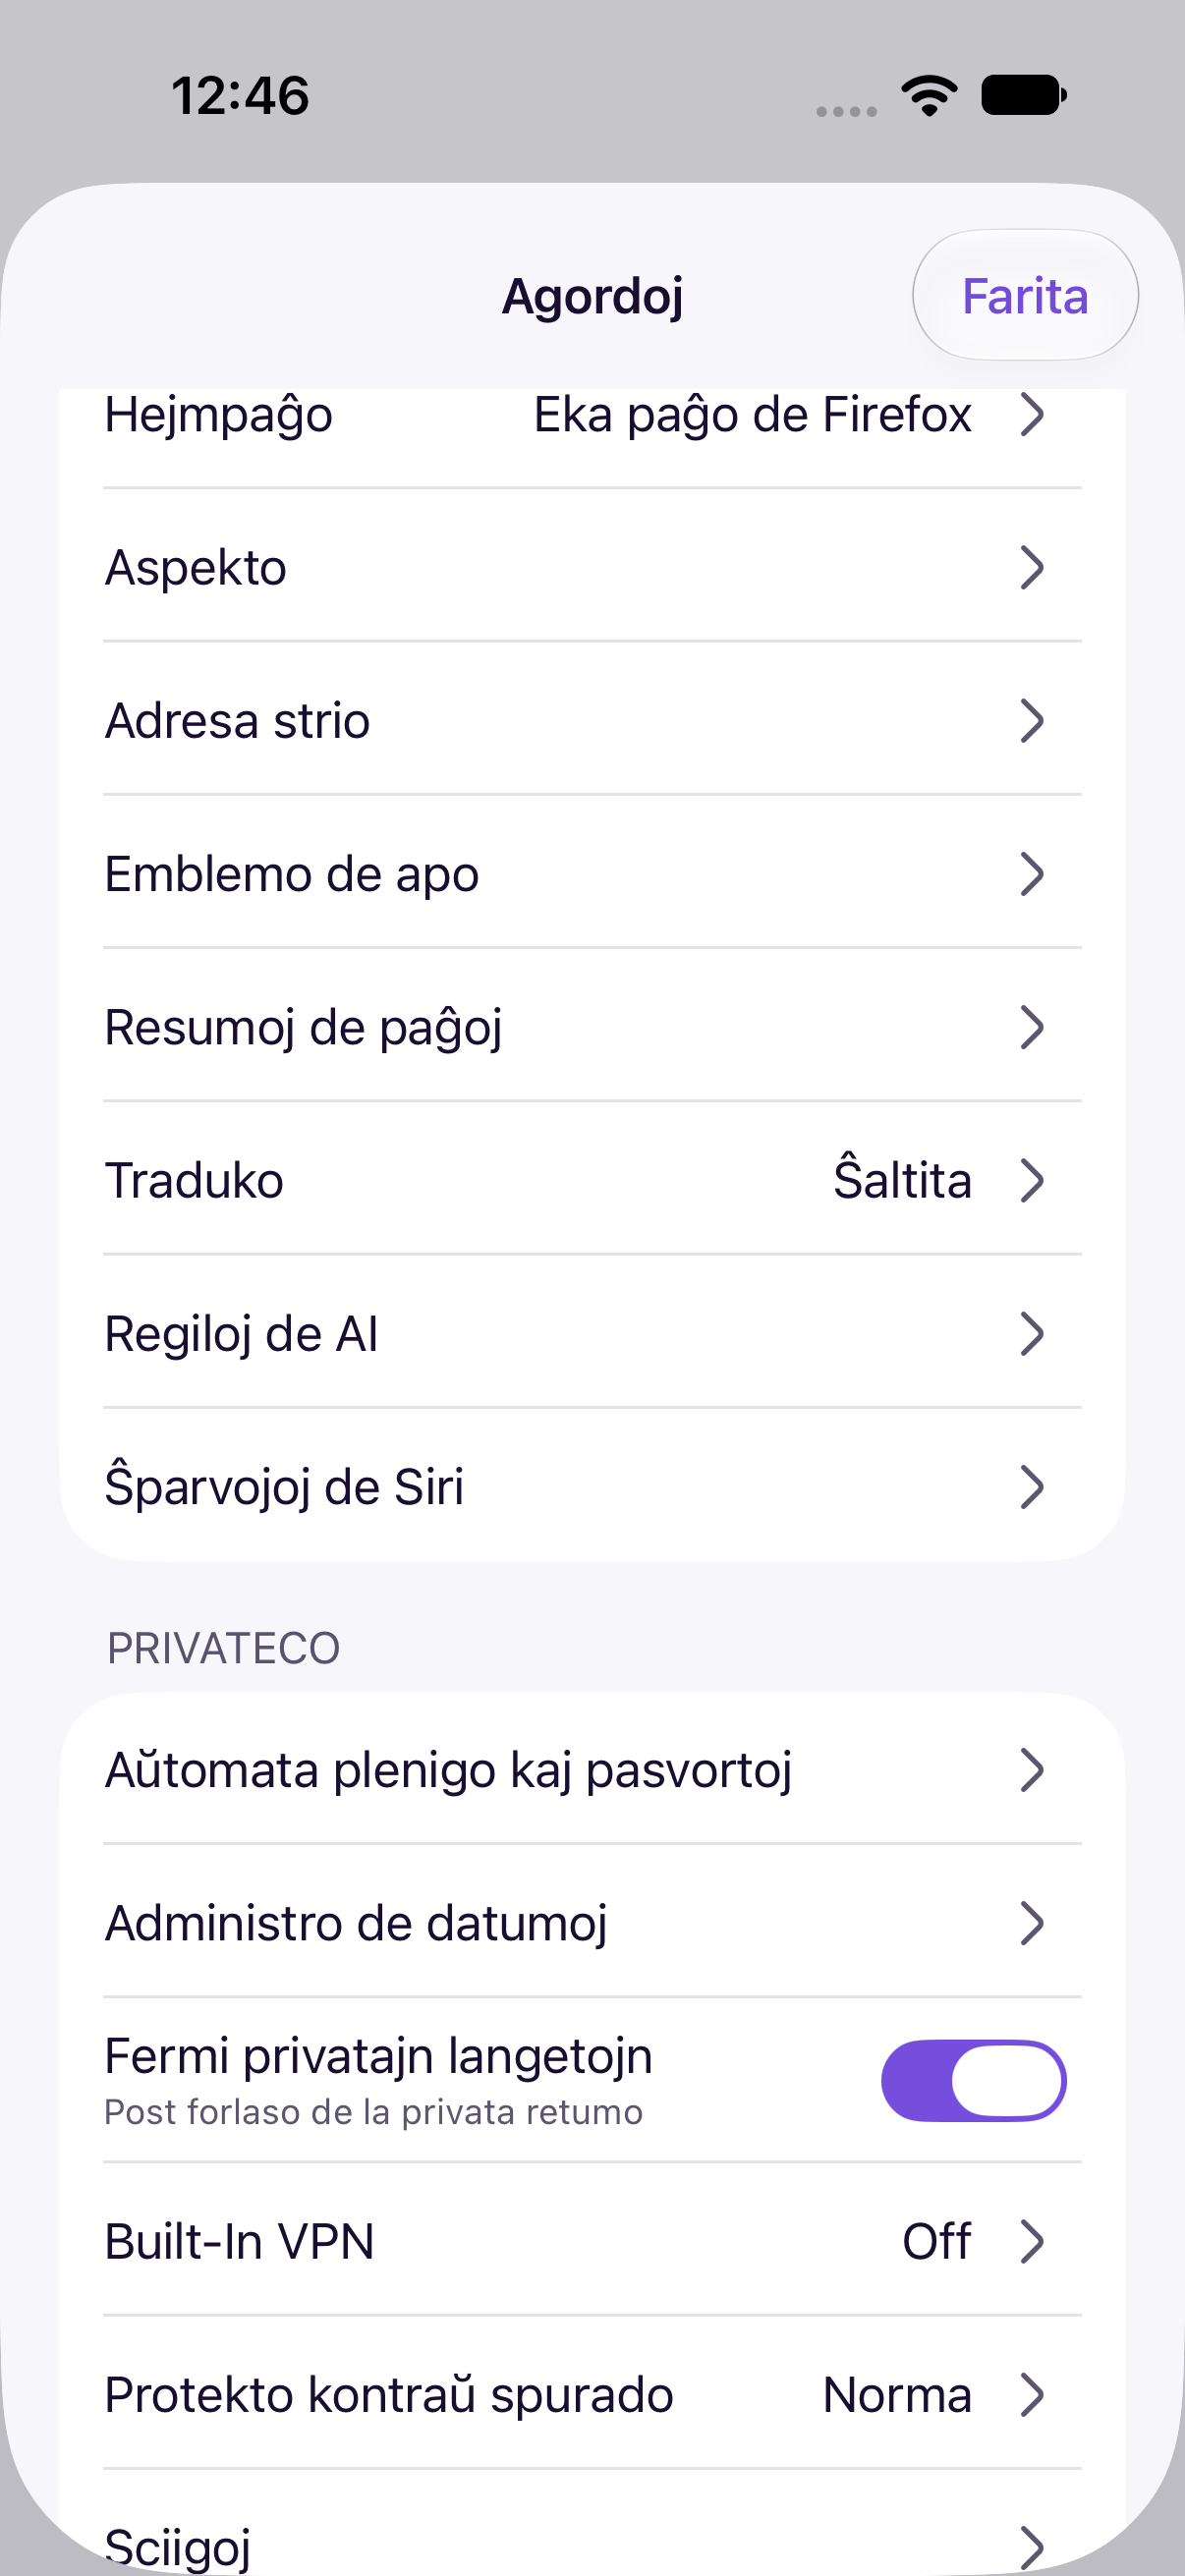 12:46
Agordoj
Farita
Hejmpaĝo Eka paĝo de Firefox
Aspekto
Adresa strio
Emblemo de apo
Resumoj de paĝoj
Traduko Ŝaltita
Regiloj de AI
Ŝparvojoj de Siri
PRIVATECO
Aŭtomata plenigo kaj pasvortoj
Administro de datumoj
Fermi privatajn langetojn
Post forlaso de la privata retumo
Built-In VPN Off
Protekto kontraŭ spurado Norma
Sciigoj